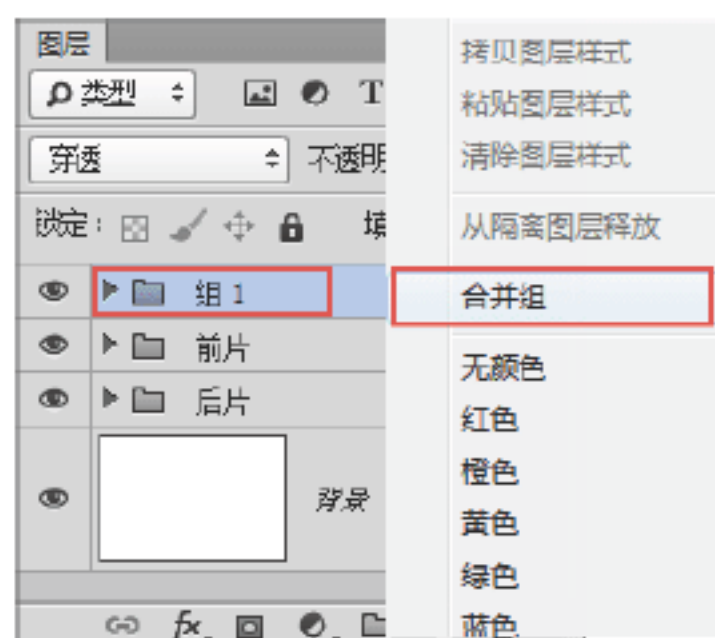 图层
类型
T
穿透
不透明
锁定:
填
组 1
前片
后片
背景
fx
拷贝图层样式
粘贴图层样式
清除图层样式
从隔离图层释放
合并组
无颜色
红色
橙色
黄色
绿色
蓝色